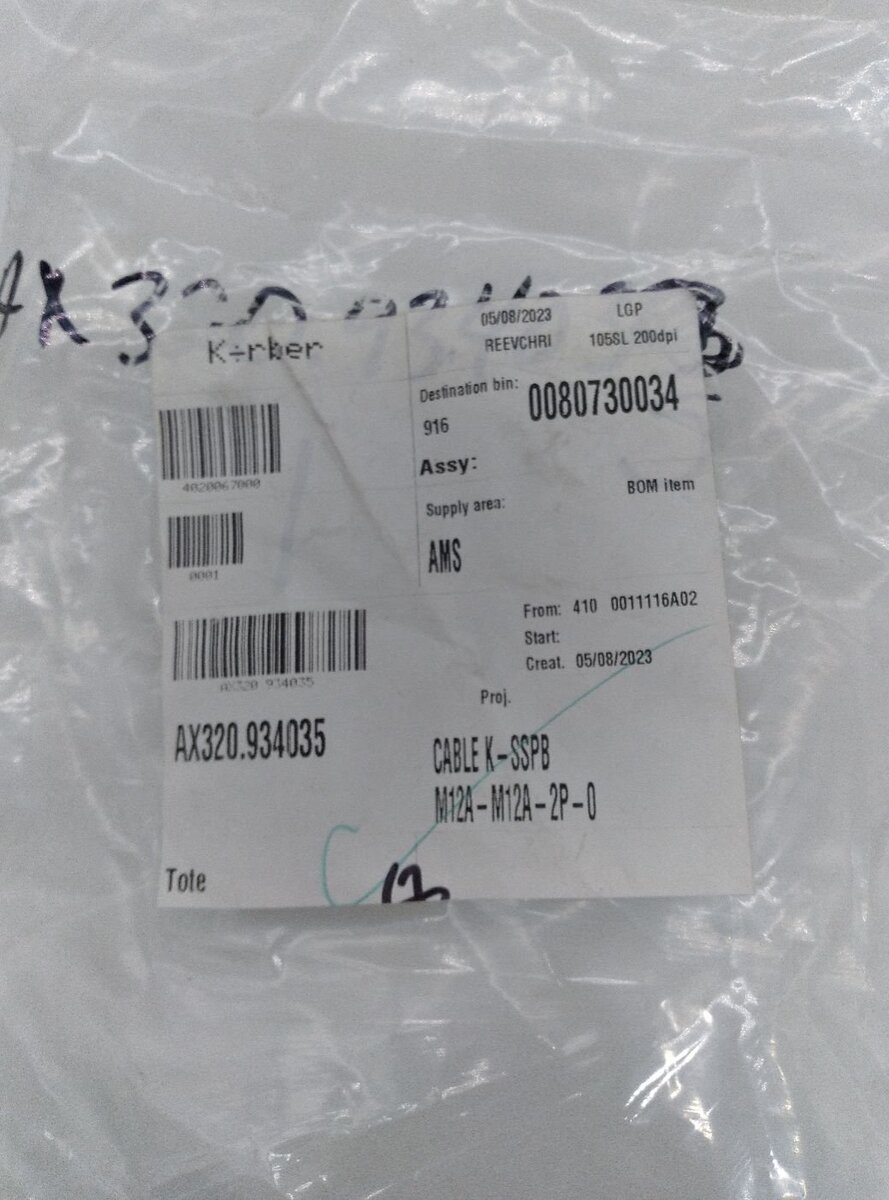 AX320
K÷rber
05/08/2023 LGP
REEVCHRI 105SL 200dpi
Destination bin: 0080730034
916
4020067000
Assy:
BOM item
Supply area:
AMS
0001
From: 410 0011116A02
Start:
Creat. 05/08/2023
AX320 934035
Proj.
AX320.934035
CABLE K-SSPB
M12A-M12A-2P-0
Tote